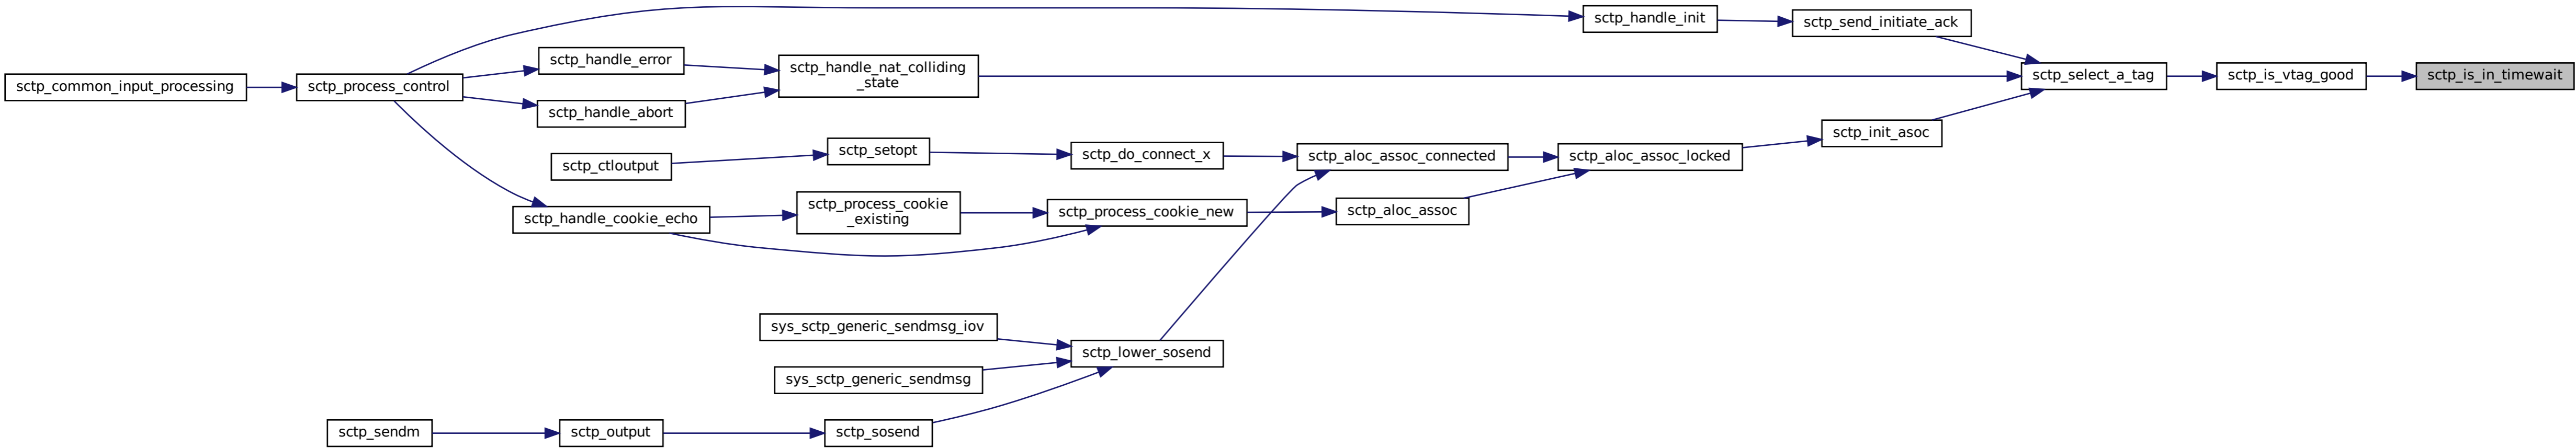 sctp_handle_init
sctp_send_initiate_ack
sctp_handle_error
sctp_handle_nat_colliding
_state
sctp_select_a_tag
sctp_is_vtag_good
sctp_is_in_timewait
sctp_common_input_processing
sctp_process_control
sctp_handle_abort
sctp_init_asoc
sctp_setopt
sctp_do_connect_x
sctp_aloc_assoc_connected
sctp_aloc_assoc_locked
sctp_ctloutput
sctp_process_cookie
_existing
sctp_process_cookie_new
sctp_aloc_assoc
sctp_handle_cookie_echo
sys_sctp_generic_sendmsg_iov
sctp_lower_sosend
sys_sctp_generic_sendmsg
sctp_sendm
sctp_output
sctp_sosend